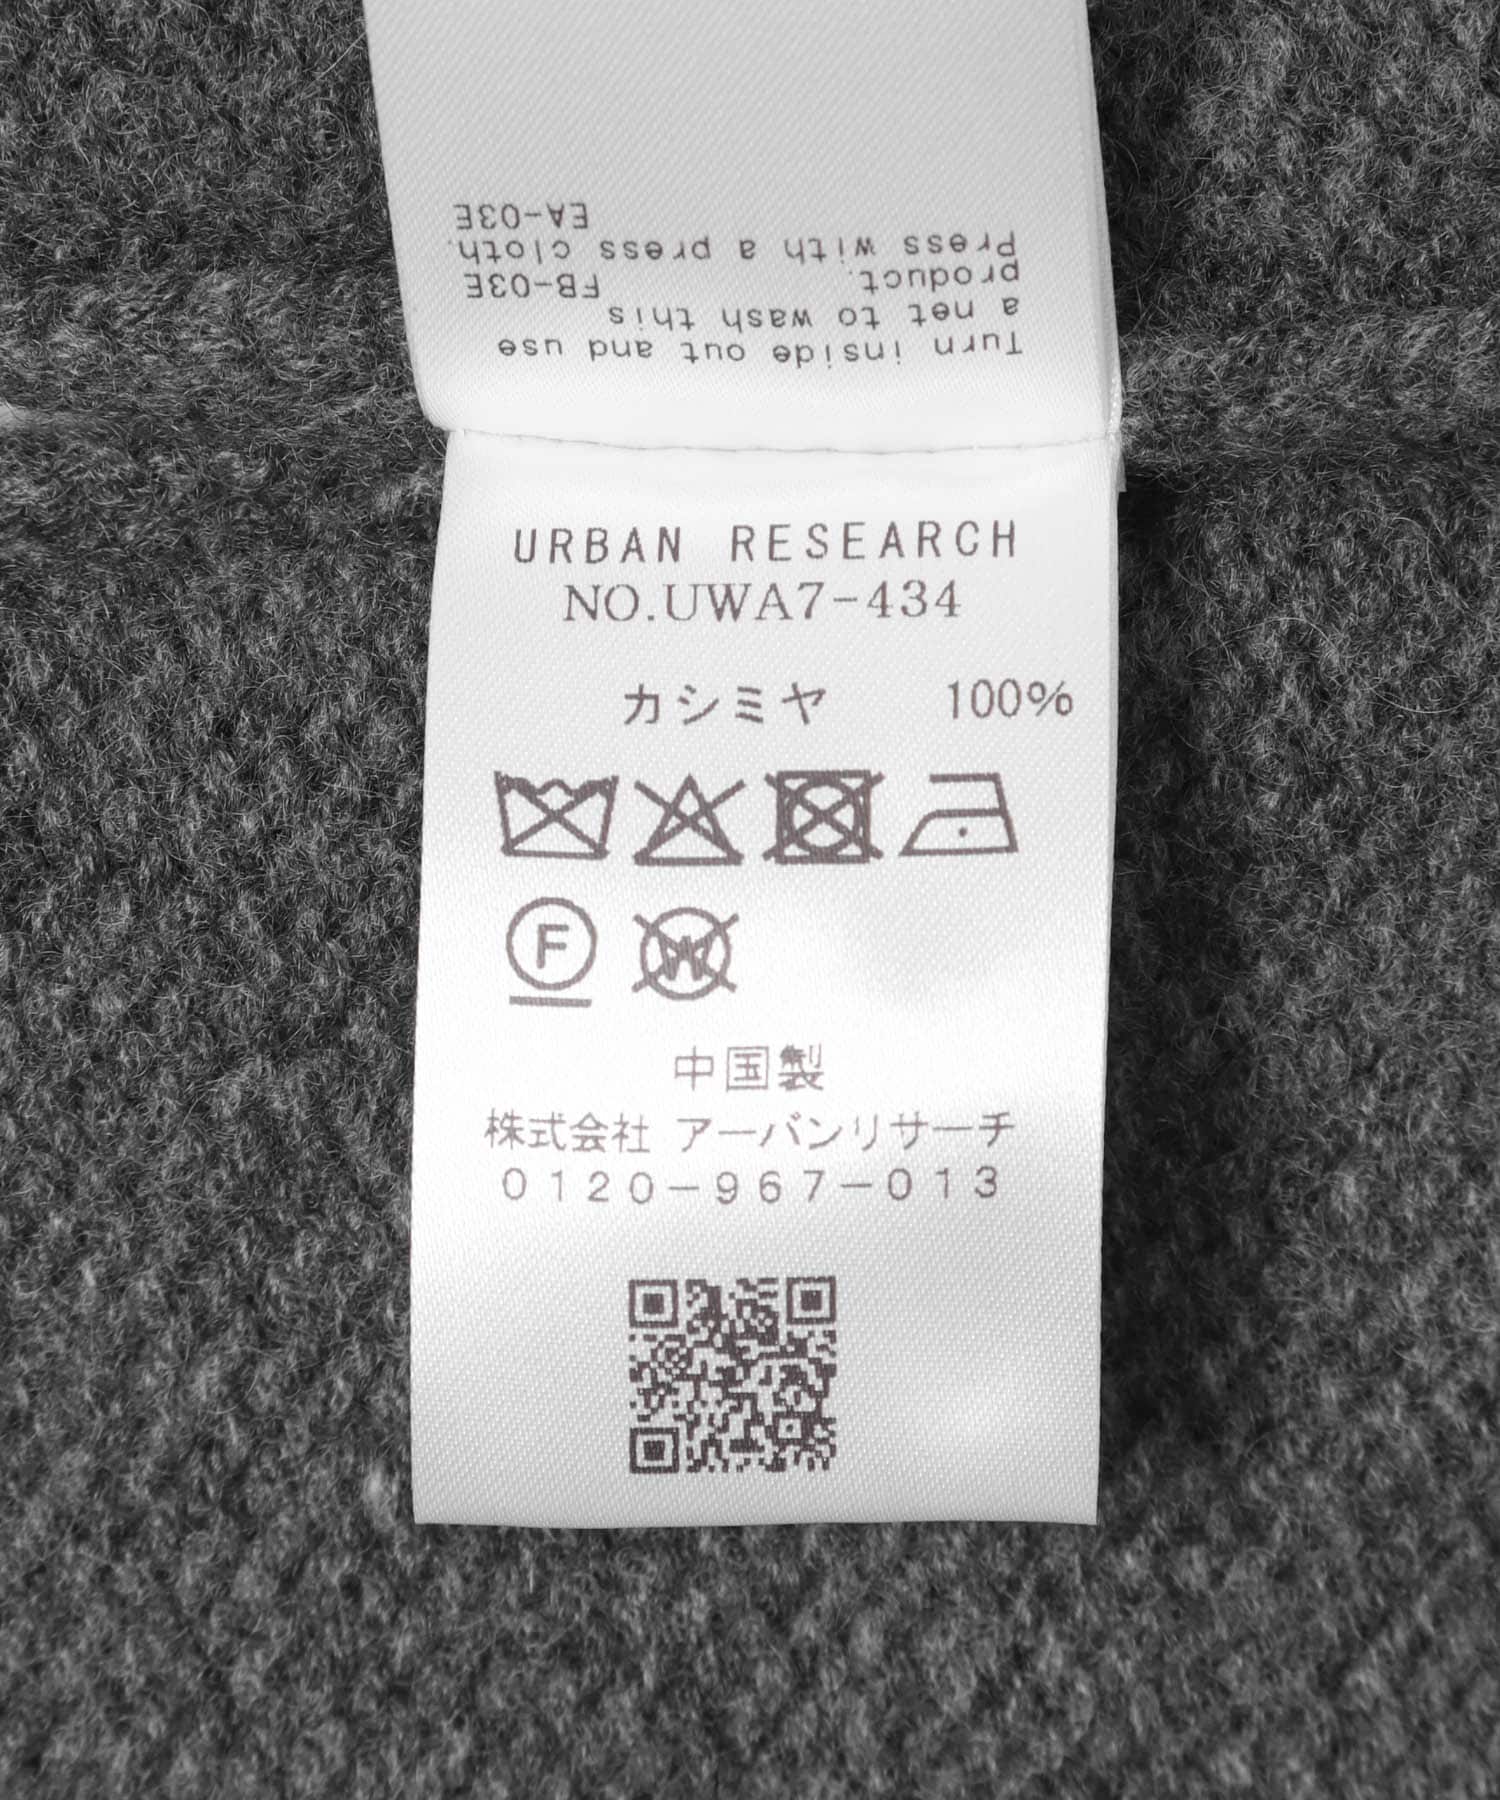 Turn inside out and use
a net to wash this
product. FB-03E
Press with a press cloth.
EA-03E
URBAN RESEARCH
NO.UWA7-434
カシミヤ 100%
F W
中国製
株式会社 アーバンリサーチ
0120-967-013